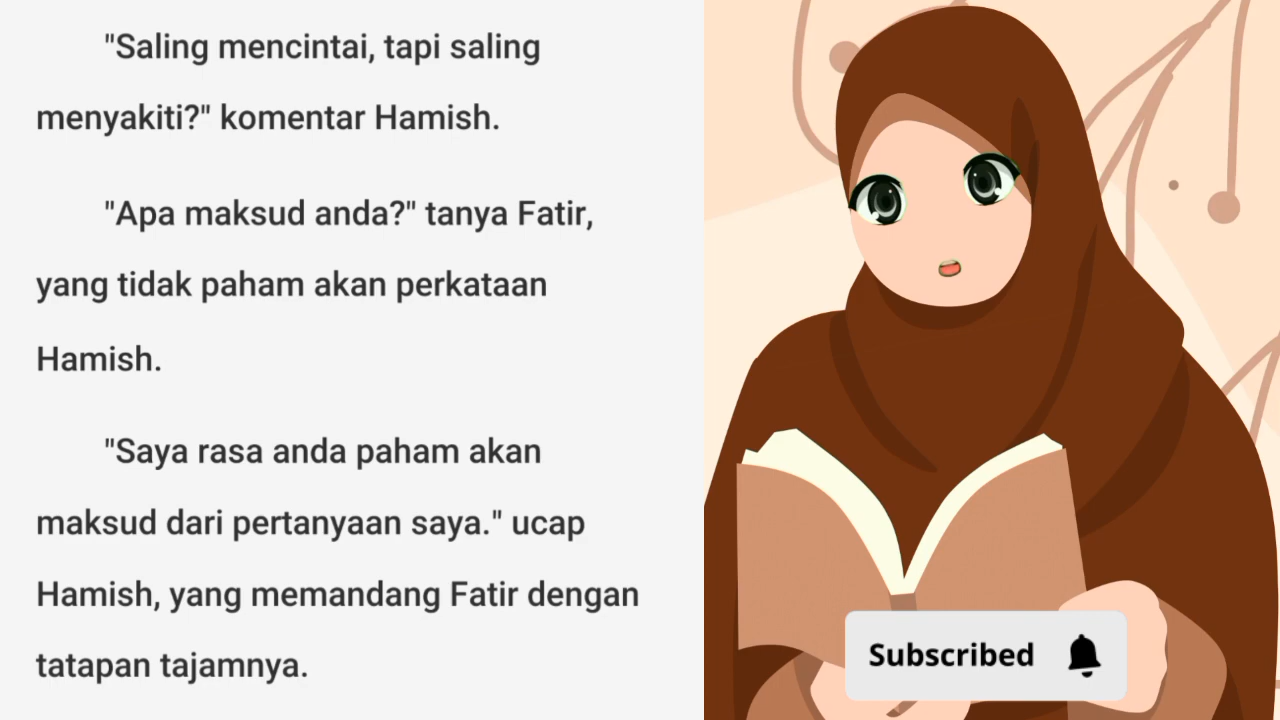 "Saling mencintai, tapi saling
menyakiti?" komentar Hamish.
"Apa maksud anda?" tanya Fatir,
yang tidak paham akan perkataan
Hamish.
"Saya rasa anda paham akan
maksud dari pertanyaan saya." ucap
Hamish, yang memandang Fatir dengan
tatapan tajamnya.
Subscribed